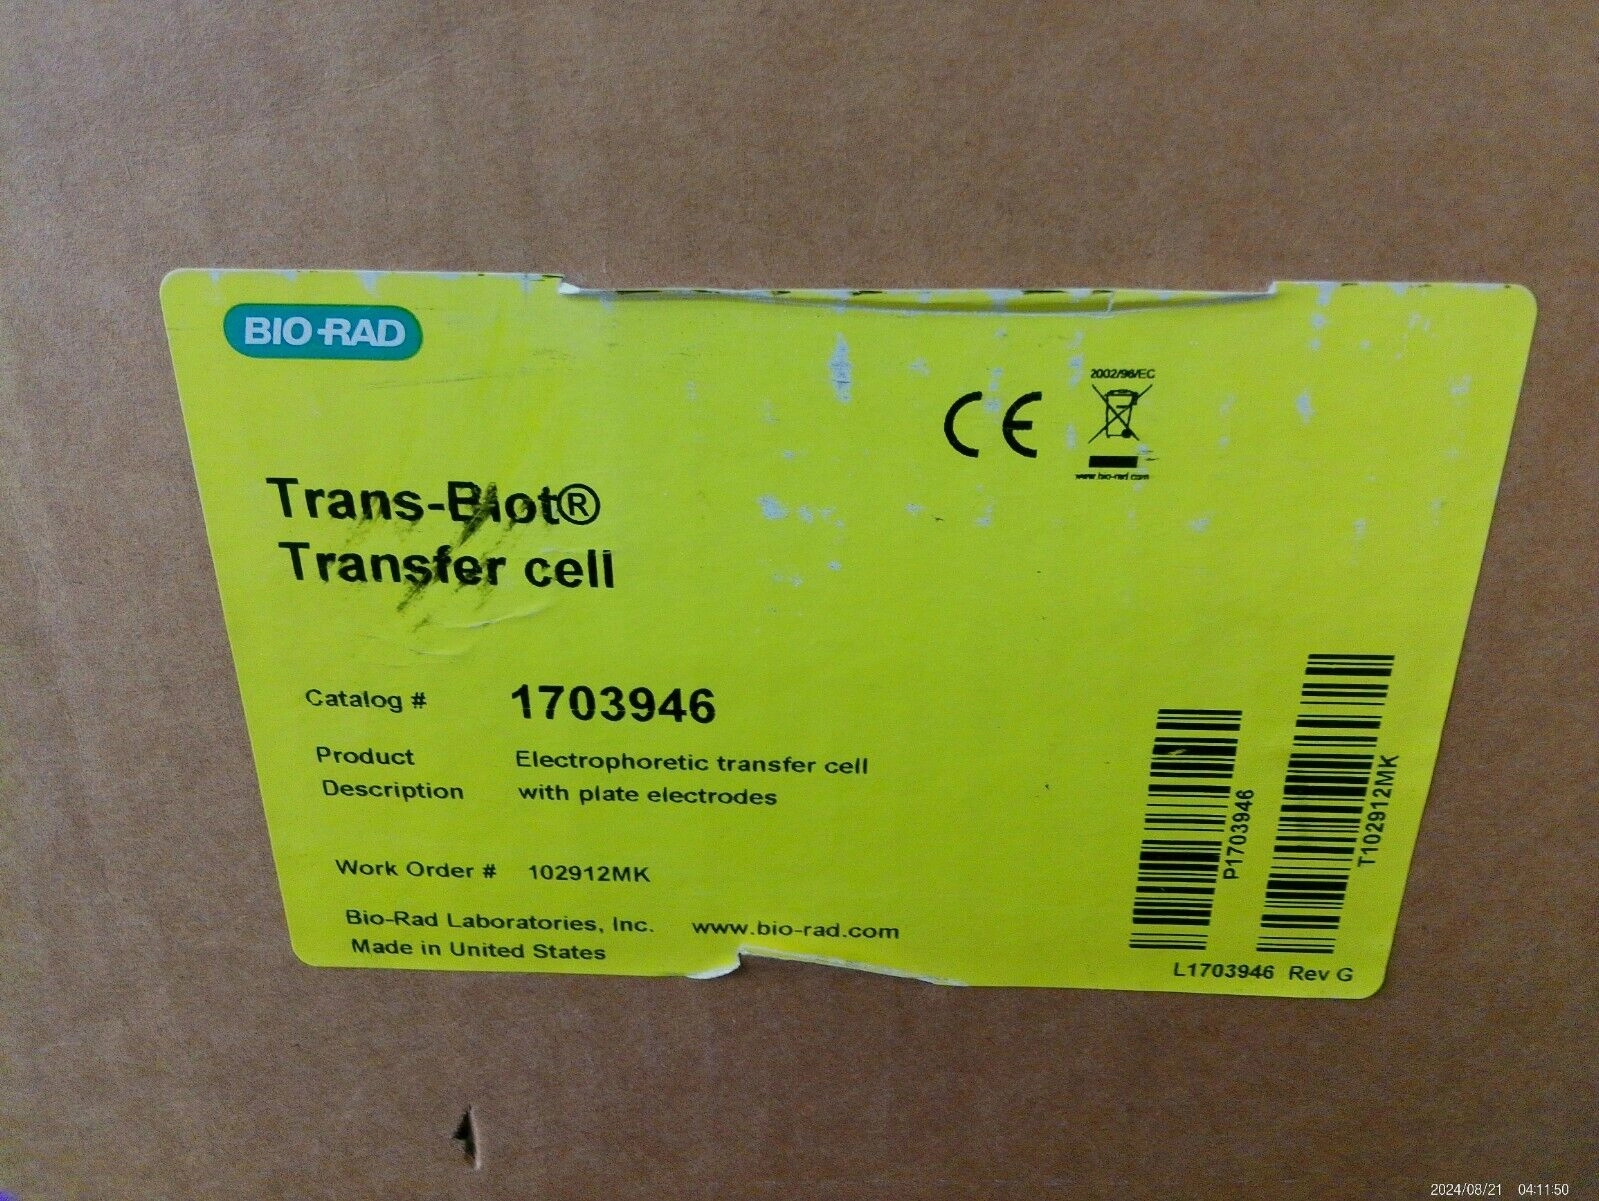 BIO-RAD
2002/96/EC
CE
www.bio-rad.com
Trans-Blot®
Transfer cell
Catalog # 1703946
Product Electrophoretic transfer cell
Description with plate electrodes
Work Order # 102912MK
Bio-Rad Laboratories, Inc. www.bio-rad.com
Made in United States
P1703946
T102912MK
L1703946 Rev G
2024/08/21 04:11:50